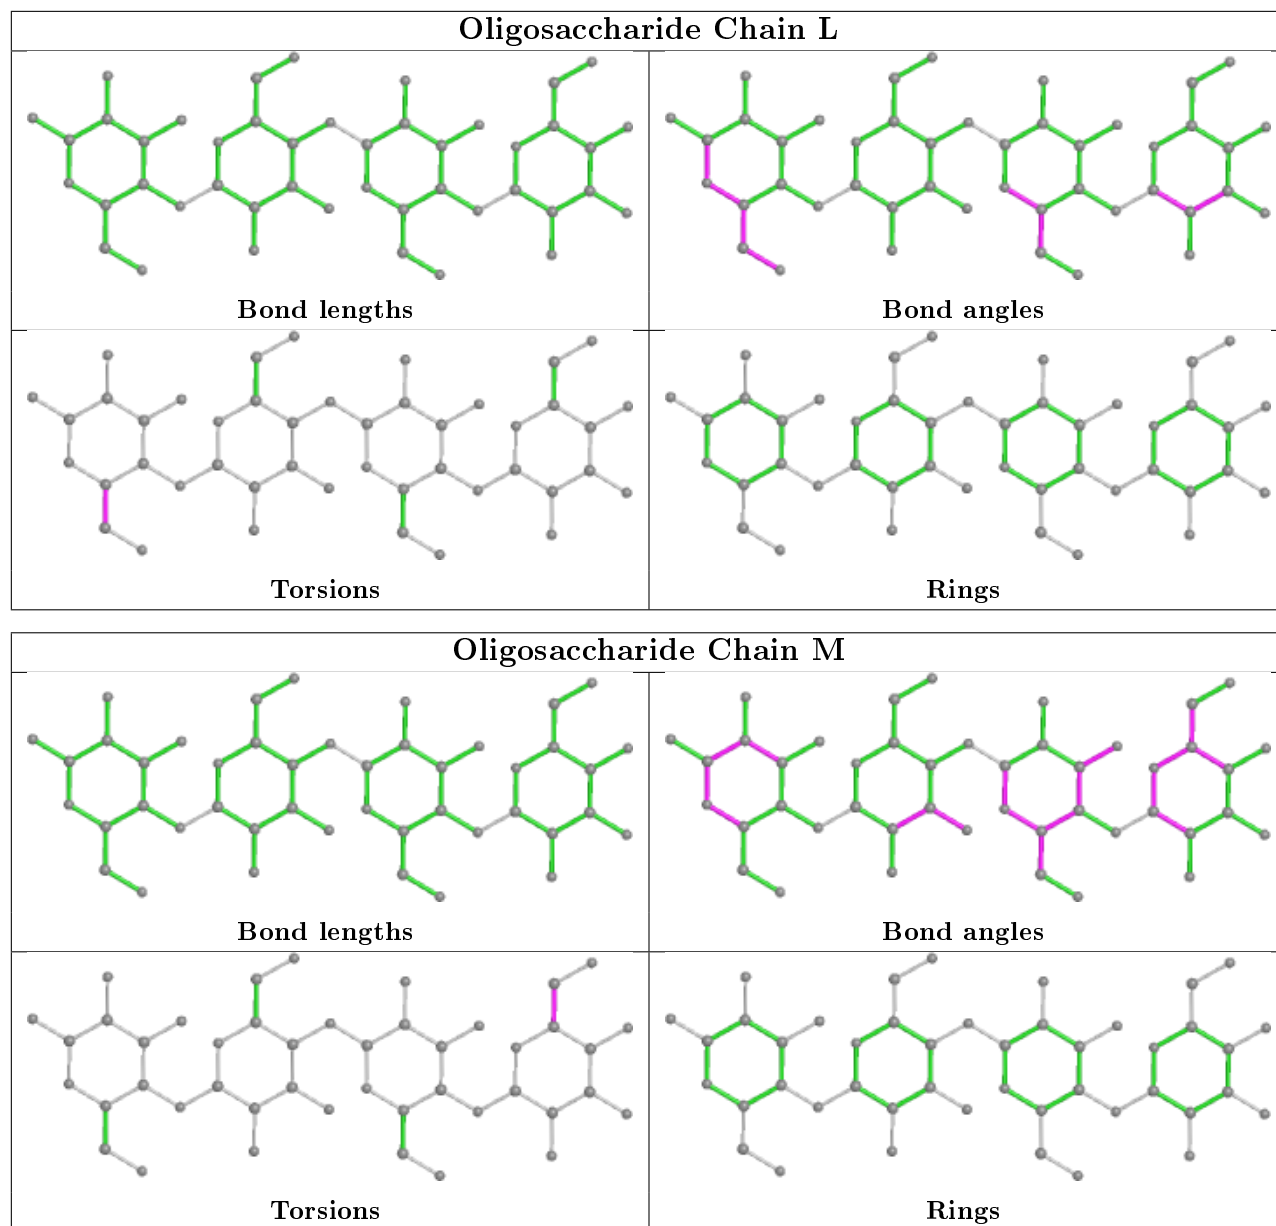 Oligosaccharide Chain L
Bond lengths
Bond angles
Torsions
Rings
Oligosaccharide Chain M
Bond lengths
Bond angles
Torsions
Rings